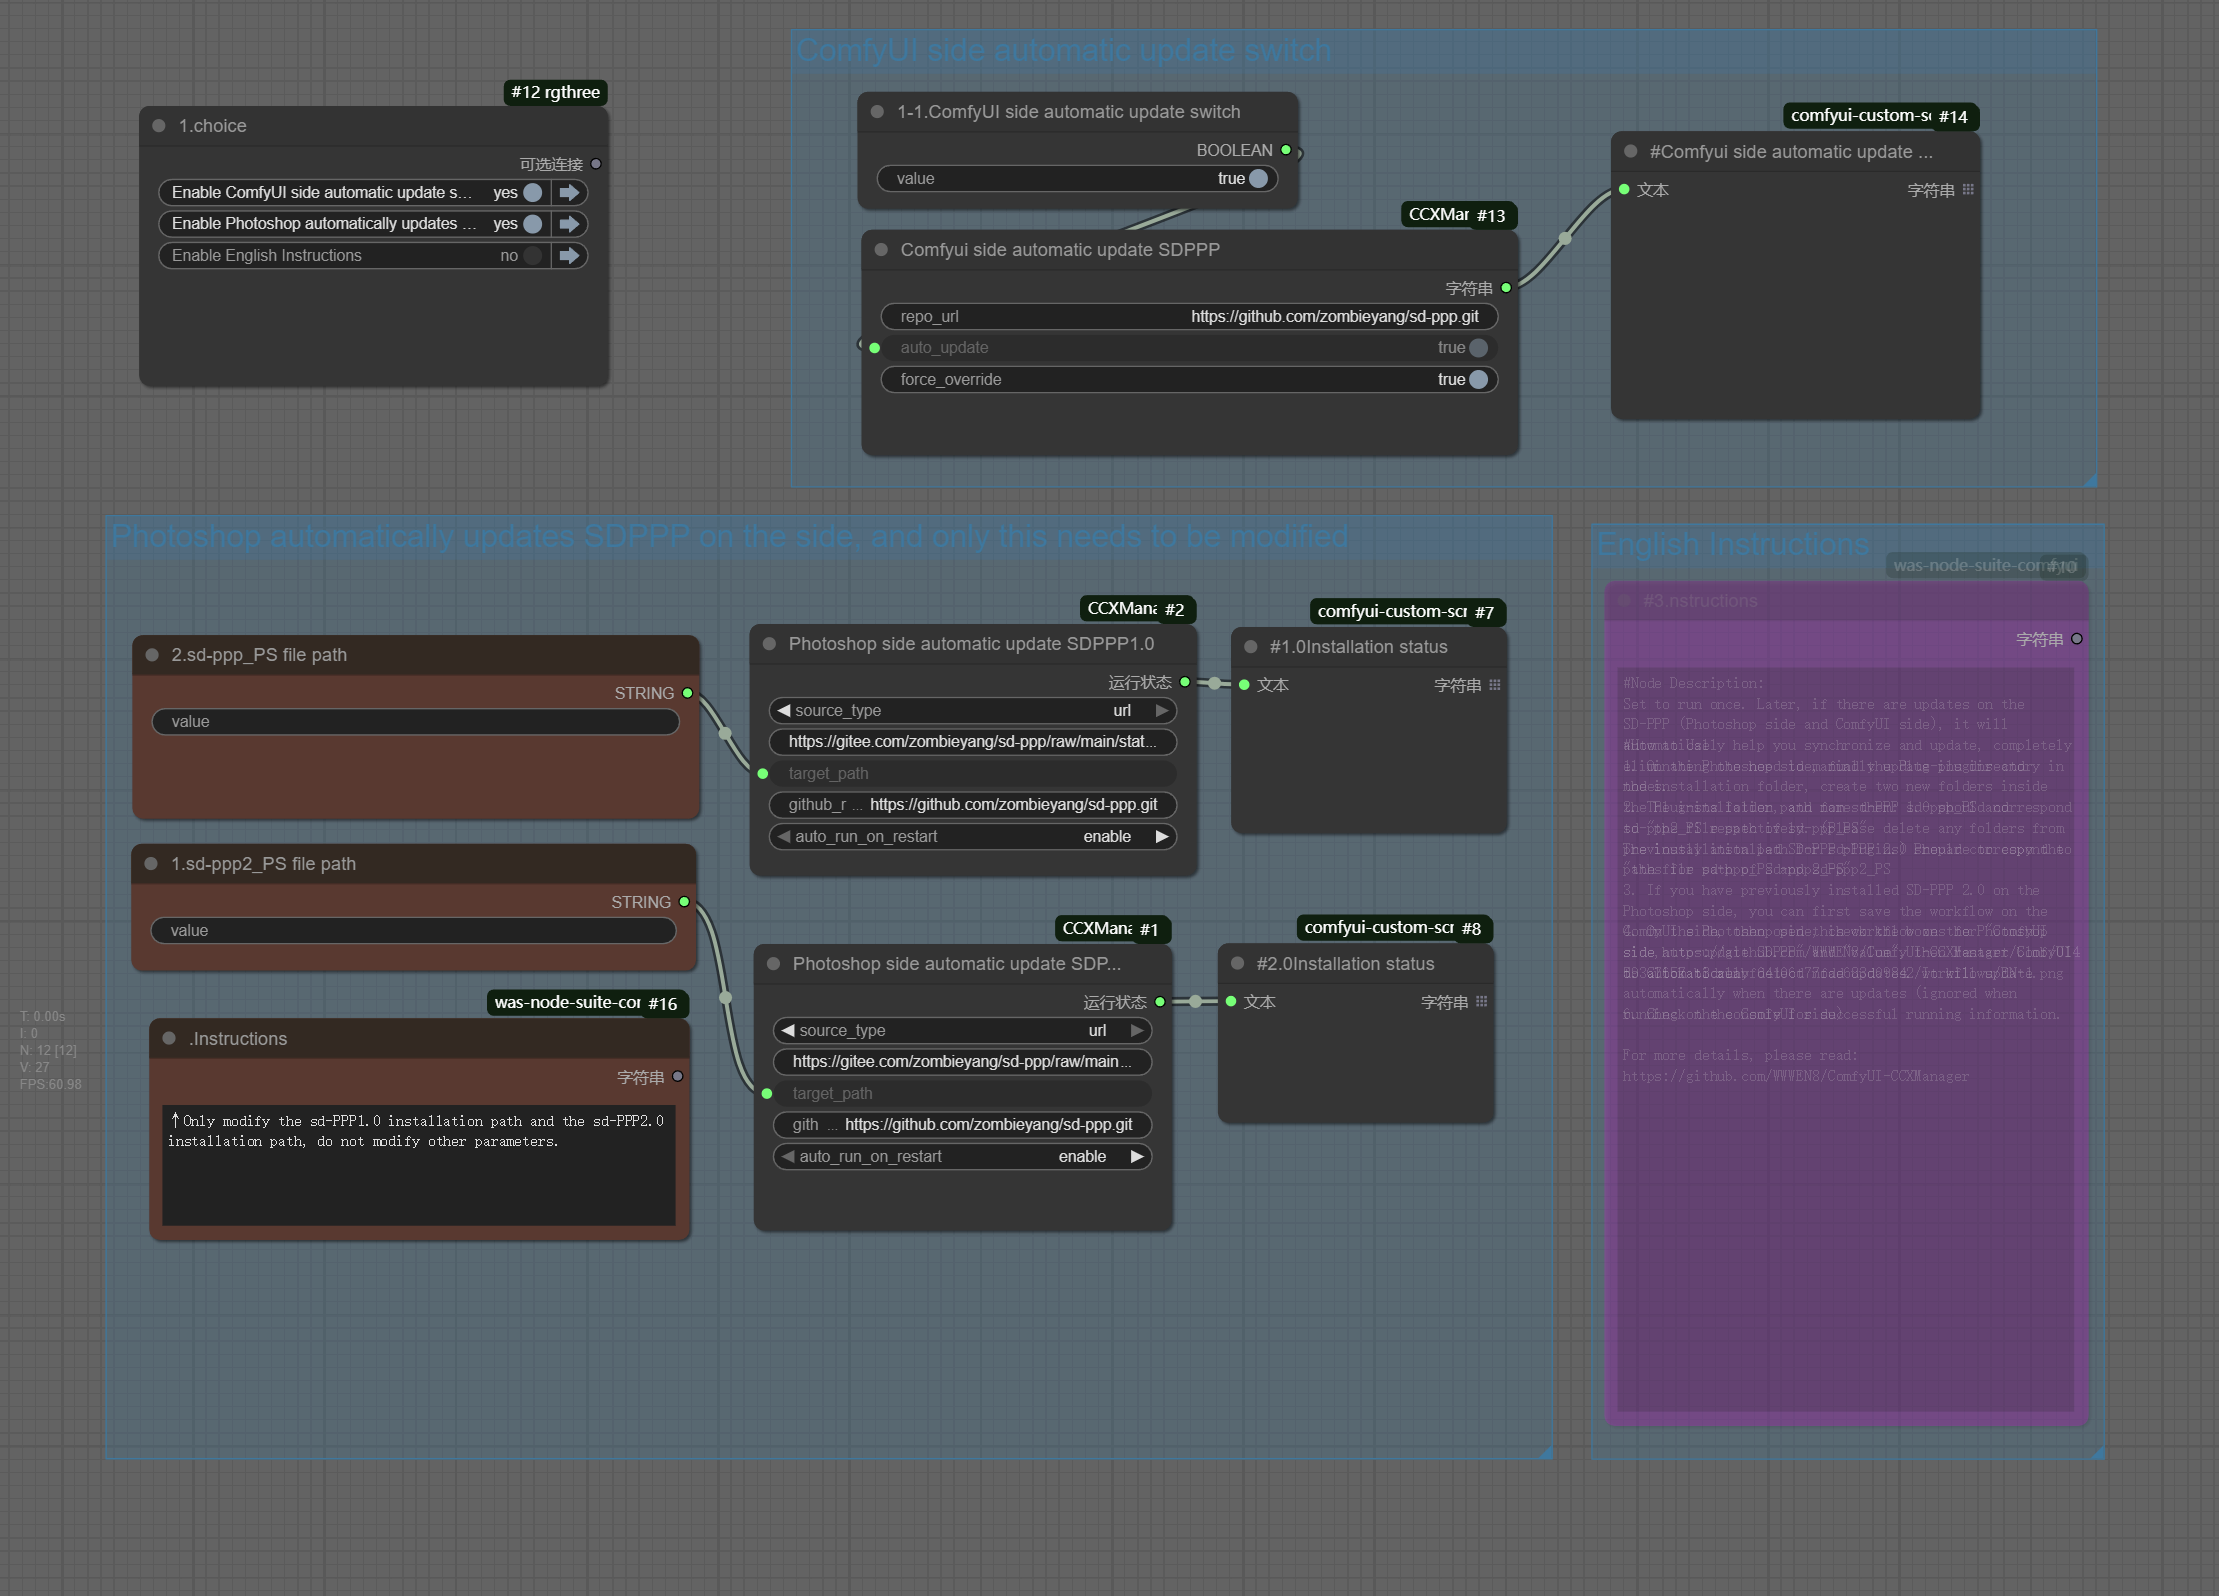 ComfyUI side automatic update switch
#12 rgthree
1.choice
可选连接
Enable ComfyUI side automatic update s... yes
Enable Photoshop automatically updates ... yes
Enable English Instructions no
1-1.ComfyUI side automatic update switch
BOOLEAN
value true
CCXMar #13
Comfyui side automatic update SDPPP
字符串
repo_url https://github.com/zombieyang/sd-ppp.git
auto_update true
force_override true
comfyui-custom-s #14
#Comfyui side automatic update ...
文本 字符串
Photoshop automatically updates SDPPP on the side, and only this needs to be modified
2.sd-ppp_PS file path
STRING
value
1.sd-ppp2_PS file path
STRING
value
was-node-suite-cor #16
.Instructions
字符串
↑Only modify the sd-PPP1.0 installation path and the sd-PPP2.0
installation path, do not modify other parameters.
CCXMana #2
Photoshop side automatic update SDPPP1.0
运行状态
source_type url
https://gitee.com/zombieyang/sd-ppp/raw/main/stat...
target_path
github_r ... https://github.com/zombieyang/sd-ppp.git
auto_run_on_restart enable
comfyui-custom-scr #7
#1.0Installation status
文本 字符串
CCXMana #1
Photoshop side automatic update SDP...
运行状态
source_type url
https://gitee.com/zombieyang/sd-ppp/raw/main...
target_path
gith ... https://github.com/zombieyang/sd-ppp.git
auto_run_on_restart enable
comfyui-custom-scr #8
#2.0Installation status
文本 字符串
English Instructions
was-node-suite-comfyui
#3.nstructions
字符串
#Node Description:
Set to run once. Later, if there are updates on the
SD-PPP (Photoshop side and ComfyUI side), it will
help you synchronize and update, completely
installation folder, create two new folders inside
3. If you have previously installed SD-PPP 2.0 on the
Photoshop side, you can first save the workflow on the
automatically when there are updates (ignored when
For more details, please read:
https://github.com/WWWEN8/ComfyUI-CCXManager
T: 0.00s
I: 0
N: 12 [12]
V: 27
FPS:60.98